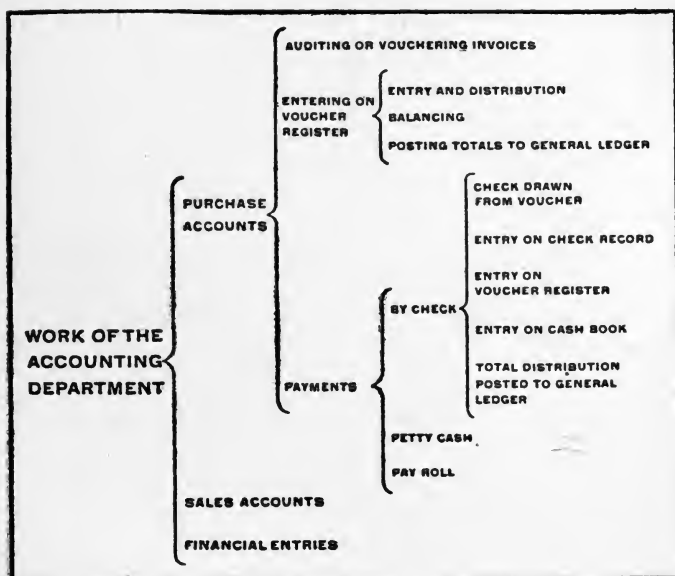 WORK OF THE
ACCOUNTING
DEPARTMENT
PURCHASE
ACCOUNTS
AUDITING OR VOUCHERING INVOICES
ENTERING ON
VOUCHER
REGISTER
ENTRY AND DISTRIBUTION
BALANCING
POSTING TOTALS TO GENERAL LEDGER
PAYMENTS
BY CHECK
CHECK DRAWN
FROM VOUCHER
ENTRY ON CHECK RECORD
ENTRY ON
VOUCHER REGISTER
ENTRY ON CASH BOOK
TOTAL DISTRIBUTION
POSTED TO GENERAL
LEDGER
PETTY CASH
PAY ROLL
SALES ACCOUNTS
FINANCIAL ENTRIES